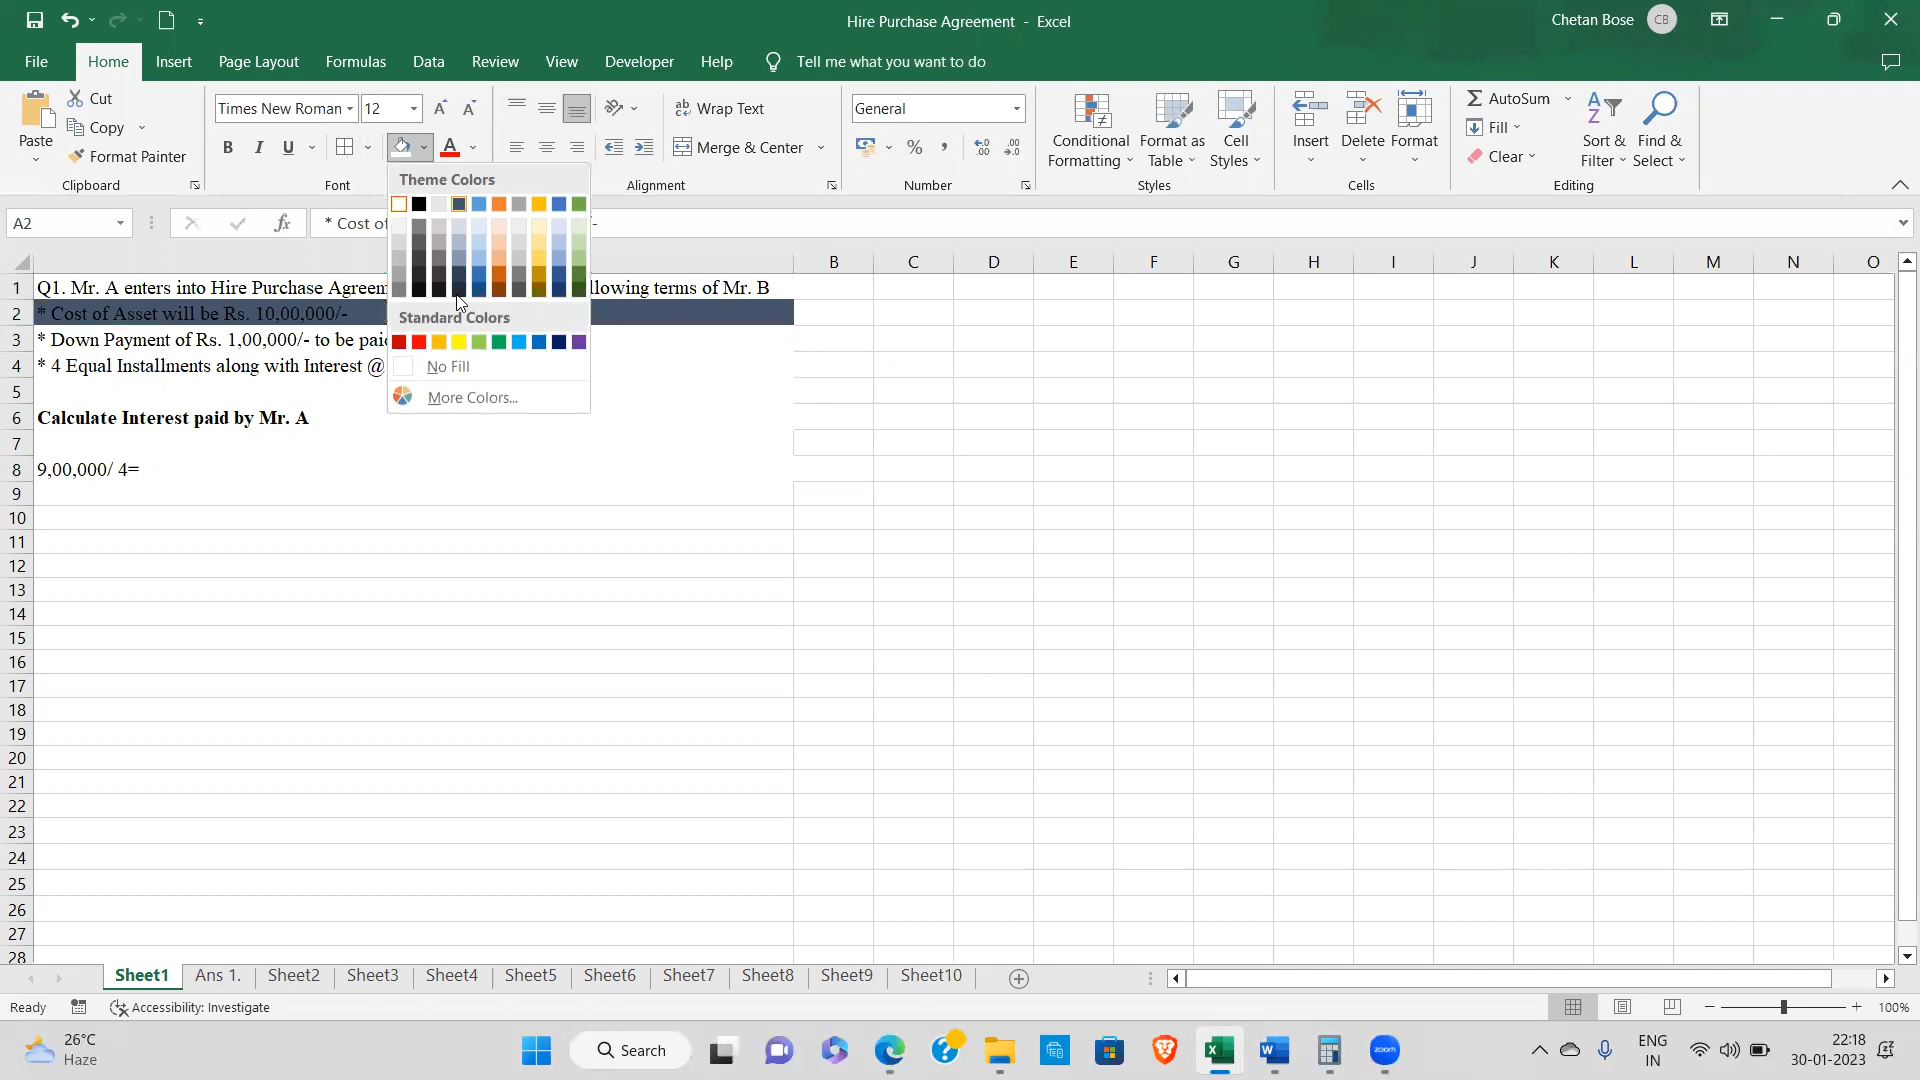 Hire Purchase Agreement - Excel
Chetan Bose CB
File Home Insert Page Layout Formulas Data Review View Developer Help Tell me what you want to do
Paste
Cut
Copy
Format Painter
Clipboard
Times New Roman 12
B I U
Font
Wrap Text
Merge & Center
Alignment
General
%
Number
Conditional Formatting
Format as Table
Cell Styles
Styles
Insert
Delete
Format
Cells
AutoSum
Fill
Clear
Sort & Filter
Find & Select
Editing
Theme Colors
Standard Colors
No Fill
More Colors...
A2
fx
* Cost of
/-
A B C D E F G H I J K L M N O
1 Q1. Mr. A enters into Hire Purchase Agreem llowing terms of Mr. B
2 * Cost of Asset will be Rs. 10,00,000/-
3 * Down Payment of Rs. 1,00,000/- to be paid
4 * 4 Equal Installments along with Interest @
5
6 Calculate Interest paid by Mr. A
7
8 9,00,000/ 4=
9
10
11
12
13
14
15
16
17
18
19
20
21
22
23
24
25
26
27
28
Sheet1 Ans 1. Sheet2 Sheet3 Sheet4 Sheet5 Sheet6 Sheet7 Sheet8 Sheet9 Sheet10
Ready Accessibility: Investigate 100%
26°C
Haze
Search
zoom
ENG
IN
22:18
30-01-2023